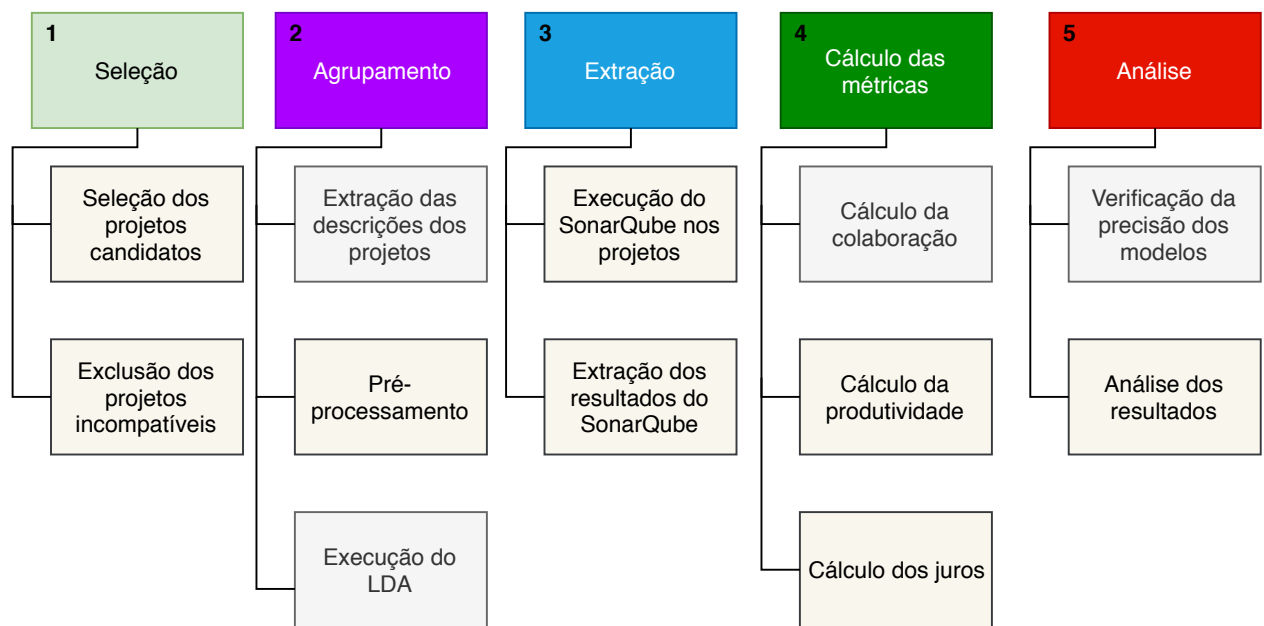 1
Seleção
Seleção dos
projetos
candidatos
Exclusão dos
projetos
incompatíveis
2
Agrupamento
Extração das
descrições dos
projetos
Pré-
processamento
Execução do
LDA
3
Extração
Execução do
SonarQube nos
projetos
Extração dos
resultados do
SonarQube
4
Cálculo das
métricas
Cálculo da
colaboração
Cálculo da
produtividade
Cálculo dos juros
5
Análise
Verificação da
precisão dos
modelos
Análise dos
resultados